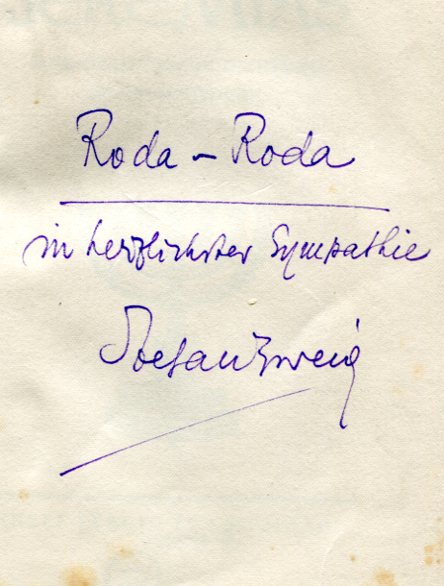 Roda – Roda
in herzlichster Sympathie
Stefan Zweig